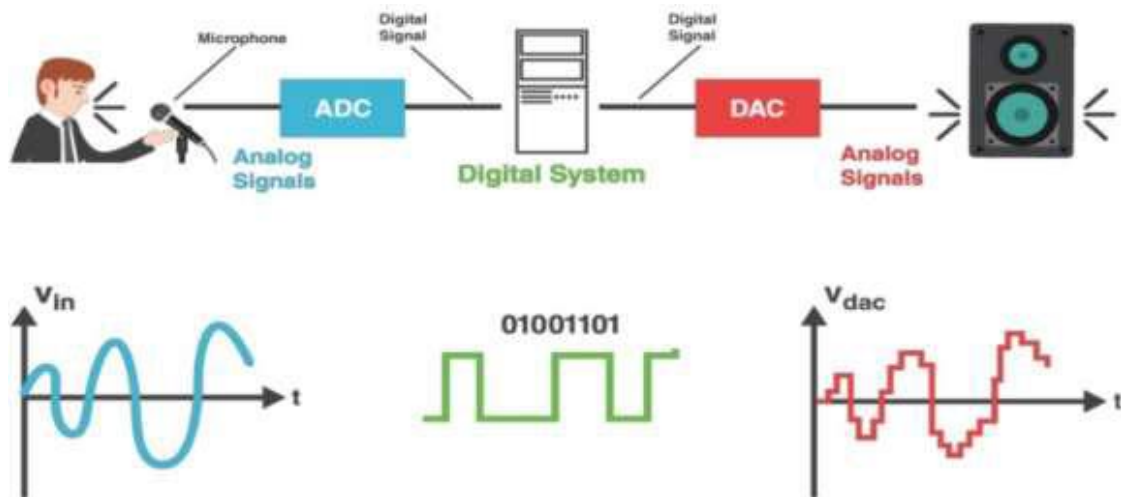 Microphone
Digital
Signal
Digital
Signal
ADC
DAC
Analog
Signals
Digital System
Analog
Signals
Vin
t
01001101
Vdac
t